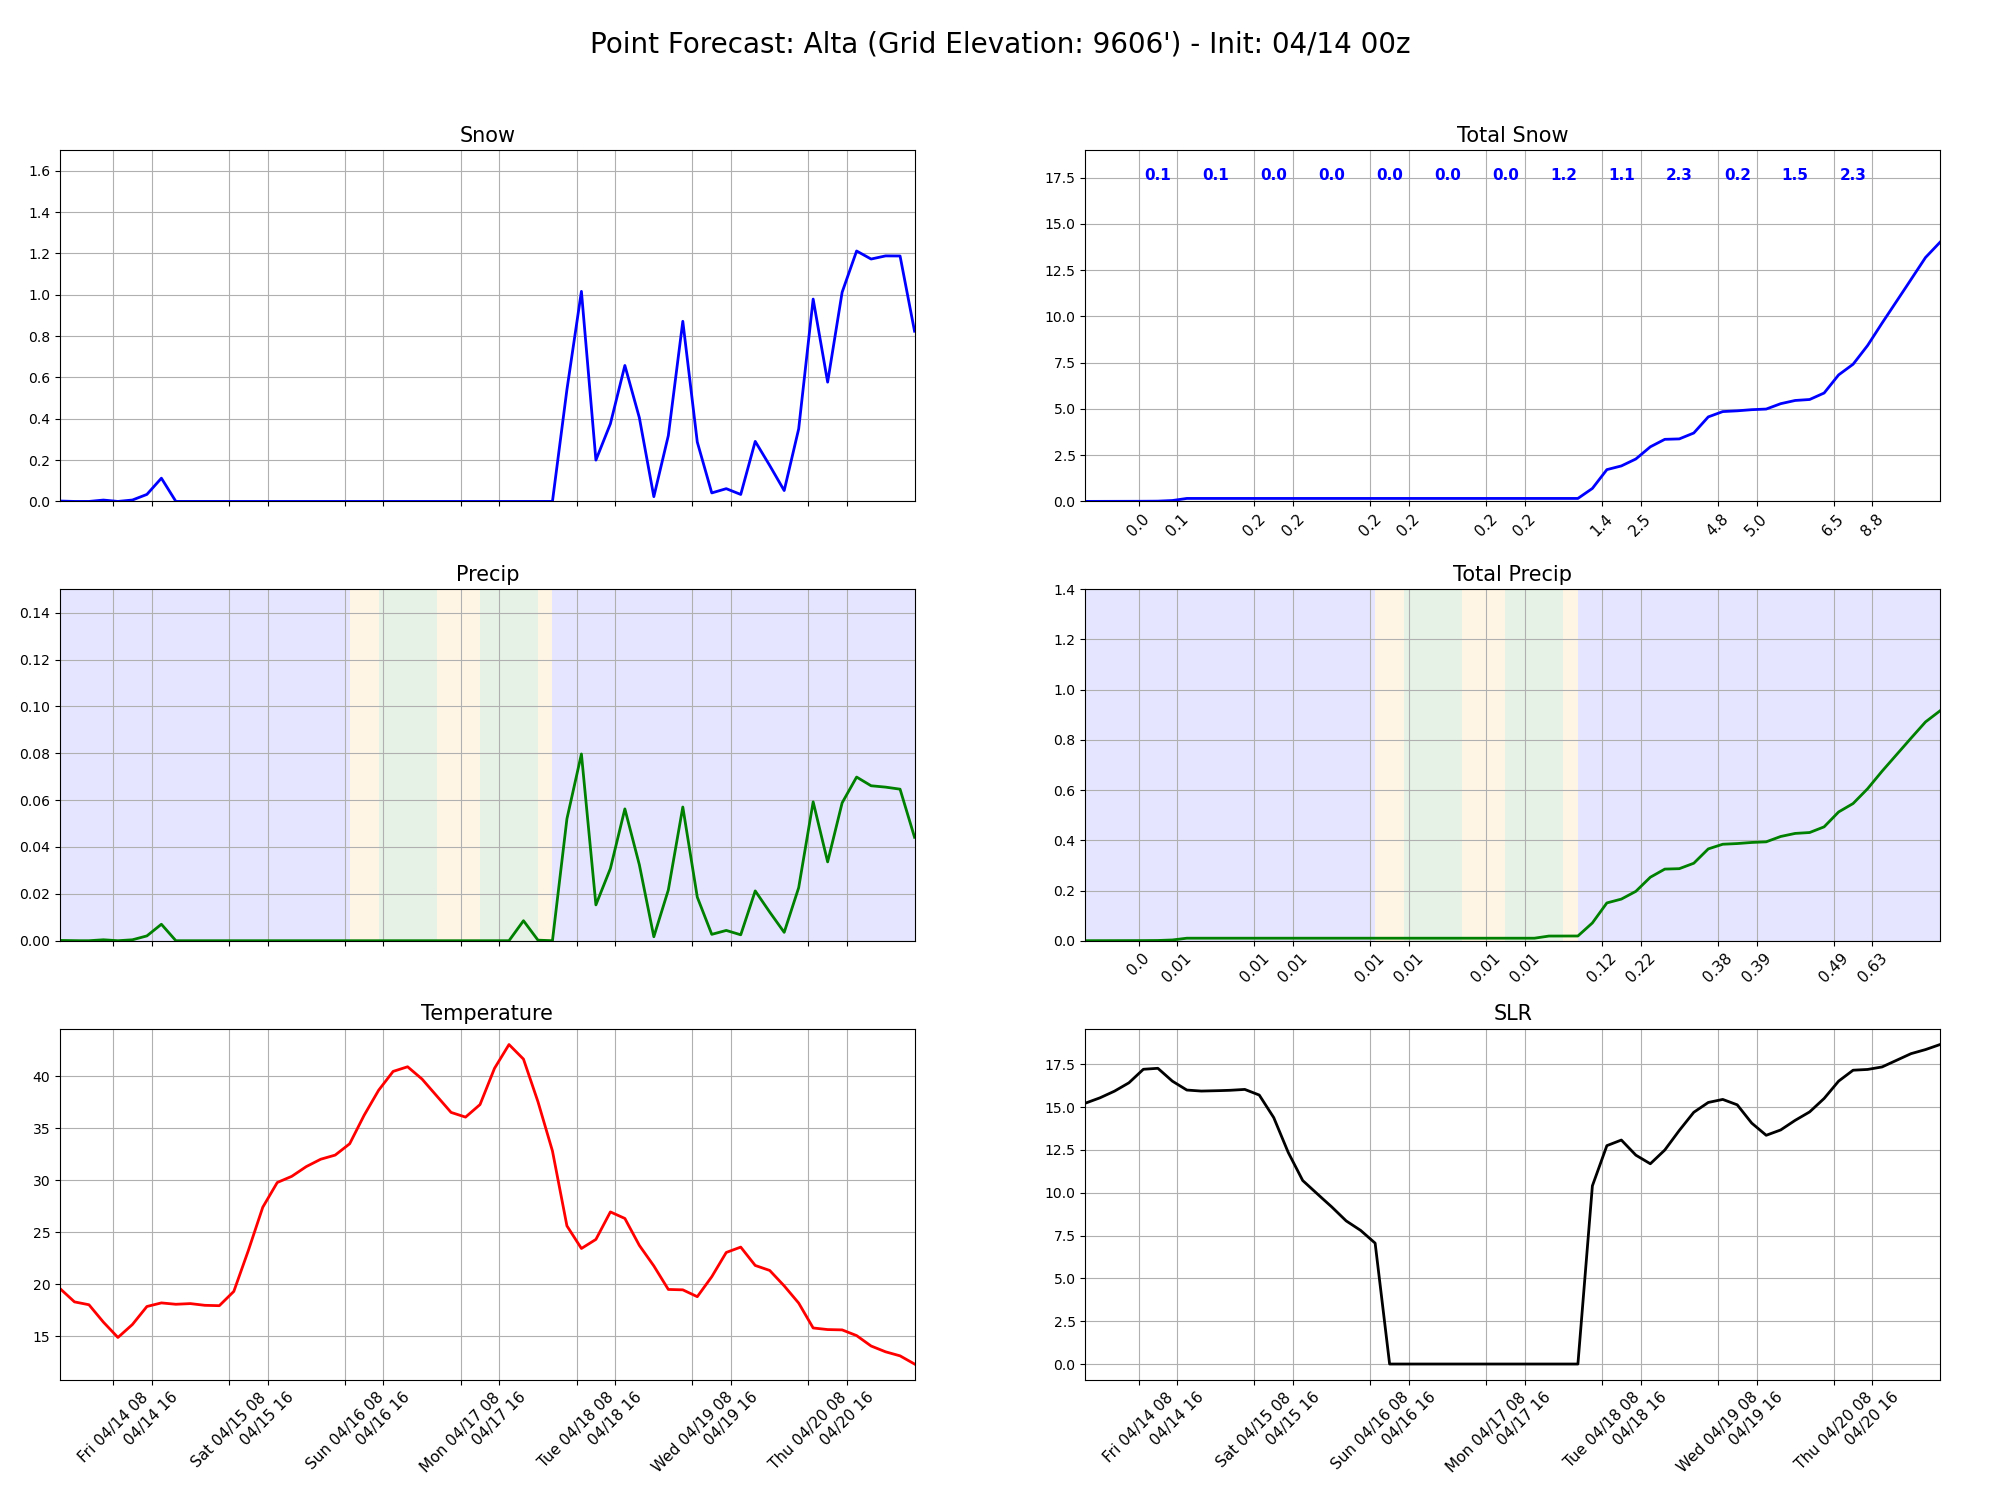 Point Forecast: Alta (Grid Elevation: 9606') - Init: 04/14 00z
Snow
1.6
1.4
1.2
1.0
0.8
0.6
0.4
0.2
0.0
Total Snow
0.1 0.1 0.0 0.0 0.0 0.0 0.0 1.2 1.1 2.3 0.2 1.5 2.3
17.5
15.0
12.5
10.0
7.5
5.0
2.5
0.0
0.0 0.1 0.2 0.2 0.2 0.2 0.2 0.2 1.4 2.5 4.8 5.0 6.5 8.8
Precip
0.14
0.12
0.10
0.08
0.06
0.04
0.02
0.00
Total Precip
1.4
1.2
1.0
0.8
0.6
0.4
0.2
0.0
0.0 0.01 0.01 0.01 0.01 0.01 0.01 0.01 0.12 0.22 0.38 0.39 0.49 0.63
Temperature
40
35
30
25
20
15
Fri 04/14 08
04/14 16
Sat 04/15 08
04/15 16
Sun 04/16 08
04/16 16
Mon 04/17 08
04/17 16
Tue 04/18 08
04/18 16
Wed 04/19 08
04/19 16
Thu 04/20 08
04/20 16
SLR
17.5
15.0
12.5
10.0
7.5
5.0
2.5
0.0
Fri 04/14 08
04/14 16
Sat 04/15 08
04/15 16
Sun 04/16 08
04/16 16
Mon 04/17 08
04/17 16
Tue 04/18 08
04/18 16
Wed 04/19 08
04/19 16
Thu 04/20 08
04/20 16